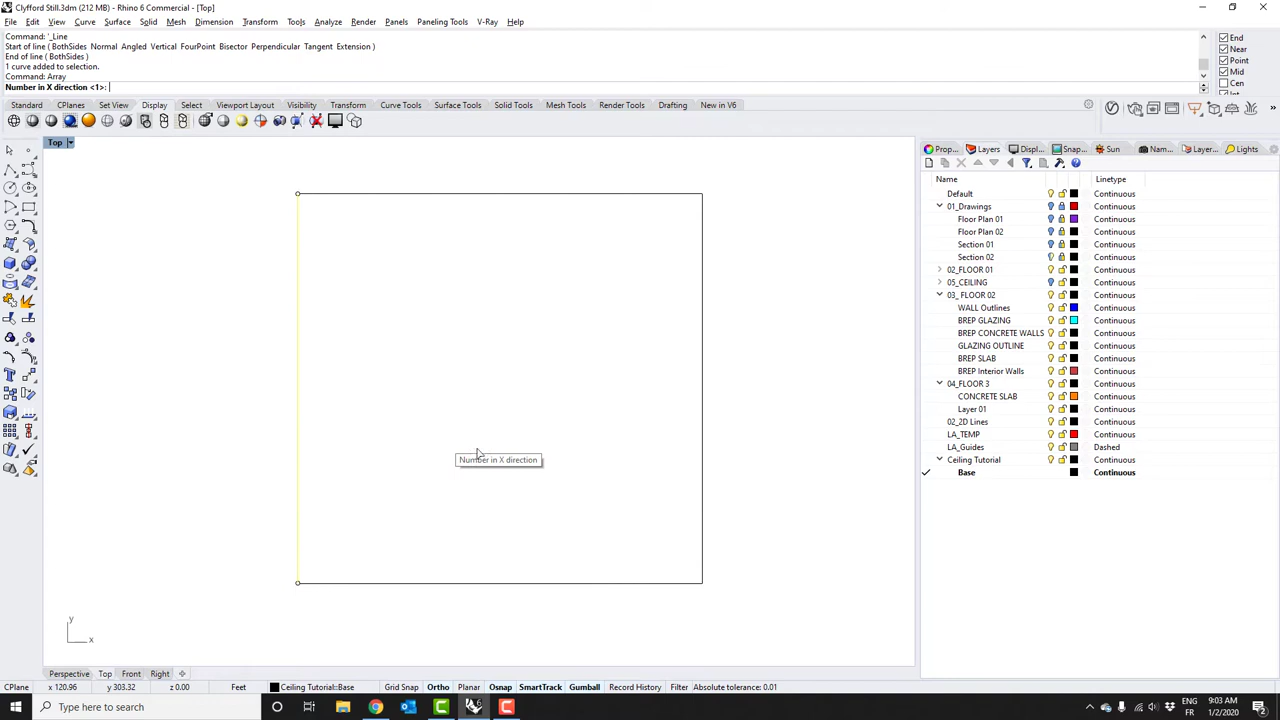 Clyfford Still.3dm (212 MB) - Rhino 6 Commercial - [Top]
File Edit View Curve Surface Solid Mesh Dimension Transform Tools Analyze Render Panels Paneling Tools V-Ray Help
Command: '_Line
Start of line ( BothSides Normal Angled Vertical FourPoint Bisector Perpendicular Tangent Extension )
End of line ( BothSides )
1 curve added to selection.
Command: Array
Number in X direction <1>:
End
Near
Point
Mid
Cen
Standard CPlanes Set View Display Select Viewport Layout Visibility Transform Curve Tools Surface Tools Solid Tools Mesh Tools Render Tools Drafting New in V6
Top
Prop... Layers Displ... Snap... Sun Nam... Layer... Lights
Name Linetype
Default Continuous
01_Drawings Continuous
Floor Plan 01 Continuous
Floor Plan 02 Continuous
Section 01 Continuous
Section 02 Continuous
02_FLOOR 01 Continuous
05_CEILING Continuous
03_ FLOOR 02 Continuous
WALL Outlines Continuous
BREP GLAZING Continuous
BREP CONCRETE WALLS Continuous
GLAZING OUTLINE Continuous
BREP SLAB Continuous
BREP Interior Walls Continuous
04_FLOOR 3 Continuous
CONCRETE SLAB Continuous
Layer 01 Continuous
02_2D Lines Continuous
LA_TEMP Continuous
LA_Guides Dashed
Ceiling Tutorial Continuous
Base Continuous
Number in X direction
y
x
Perspective Top Front Right
CPlane x 120.96 y 303.32 z 0.00 Feet Ceiling Tutorial::Base Grid Snap Ortho Planar Osnap SmartTrack Gumball Record History Filter Absolute tolerance: 0.01
Type here to search
ENG 9:03 AM
FR 1/2/2020
2